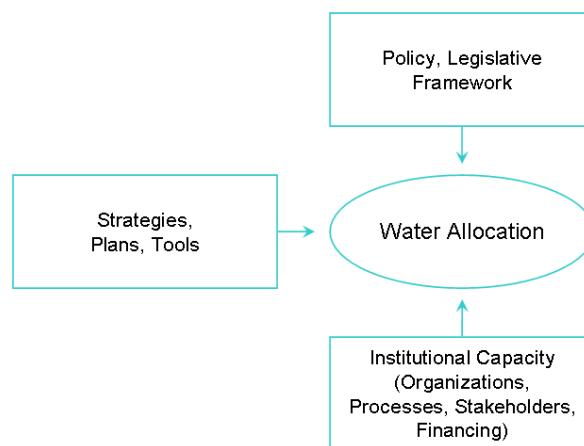 Policy, Legislative
Framework
Strategies,
Plans, Tools
Water Allocation
Institutional Capacity
(Organizations,
Processes, Stakeholders,
Financing)